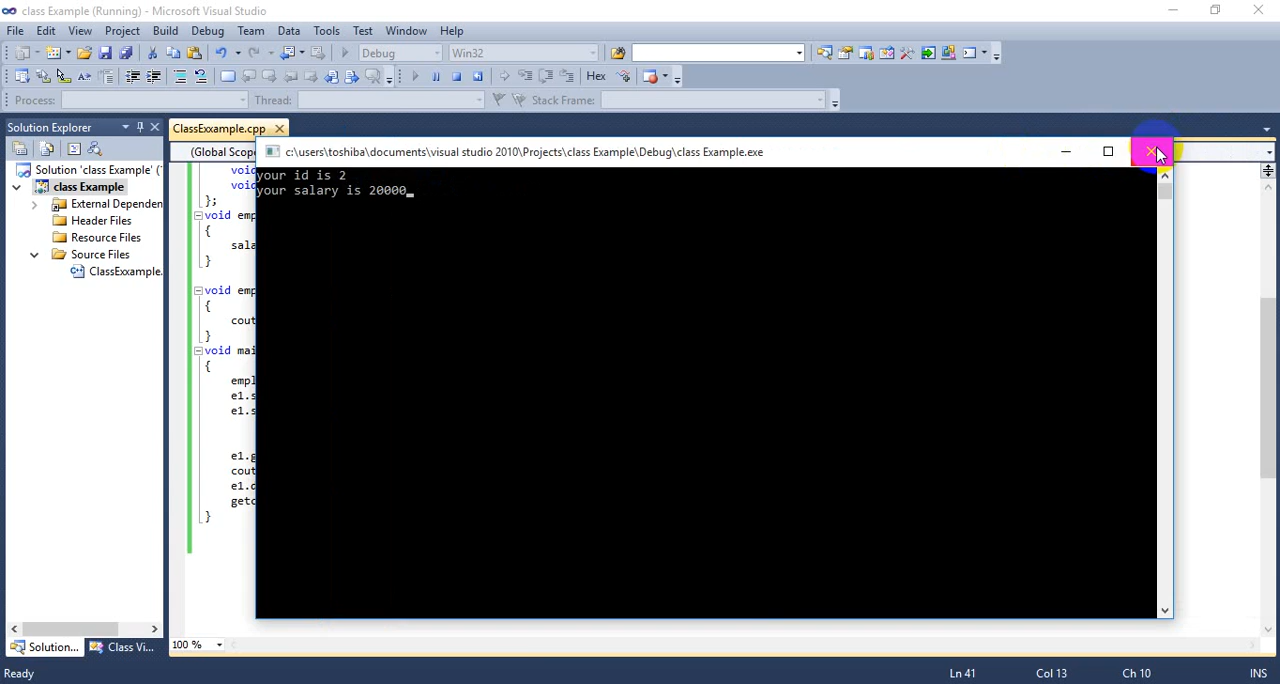 class Example (Running) - Microsoft Visual Studio
File Edit View Project Build Debug Team Data Tools Test Window Help
Debug Win32
Hex
Process: Thread: Stack Frame:
Solution Explorer
ClassExxample.cpp
(Global Scop
c:\users\toshiba\documents\visual studio 2010\Projects\class Example\Debug\class Example.exe
Solution 'class Example' ('
class Example
External Dependen
Header Files
Resource Files
Source Files
ClassExxample.
your id is 2
your salary is 20000_
voi
voi
};
void emp
{
sala
}
void emp
{
cout
}
void mai
{
empl
e1.s
e1.s
e1.g
cout
e1.d
getc
}
Solution...
Class Vi...
100 %
Ready Ln 41 Col 13 Ch 10 INS